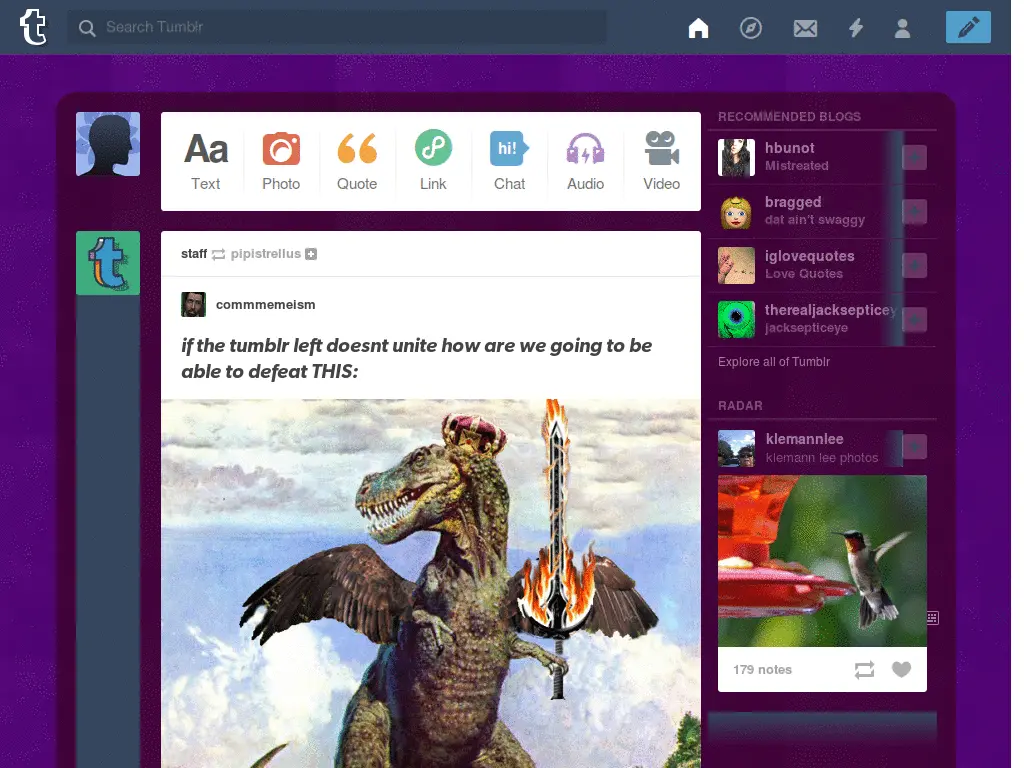 Search Tumblr
Aa
Text
Photo
Quote
Link
hi!
Chat
Audio
Video
staff pipistrellus
commmemeism
if the tumblr left doesnt unite how are we going to be
able to defeat THIS:
RECOMMENDED BLOGS
hbunot
Mistreated
bragged
dat ain't swaggy
iglovequotes
Love Quotes
therealjacksepticey
jacksepticeye
Explore all of Tumblr
RADAR
klemannlee
klemann lee photos
179 notes